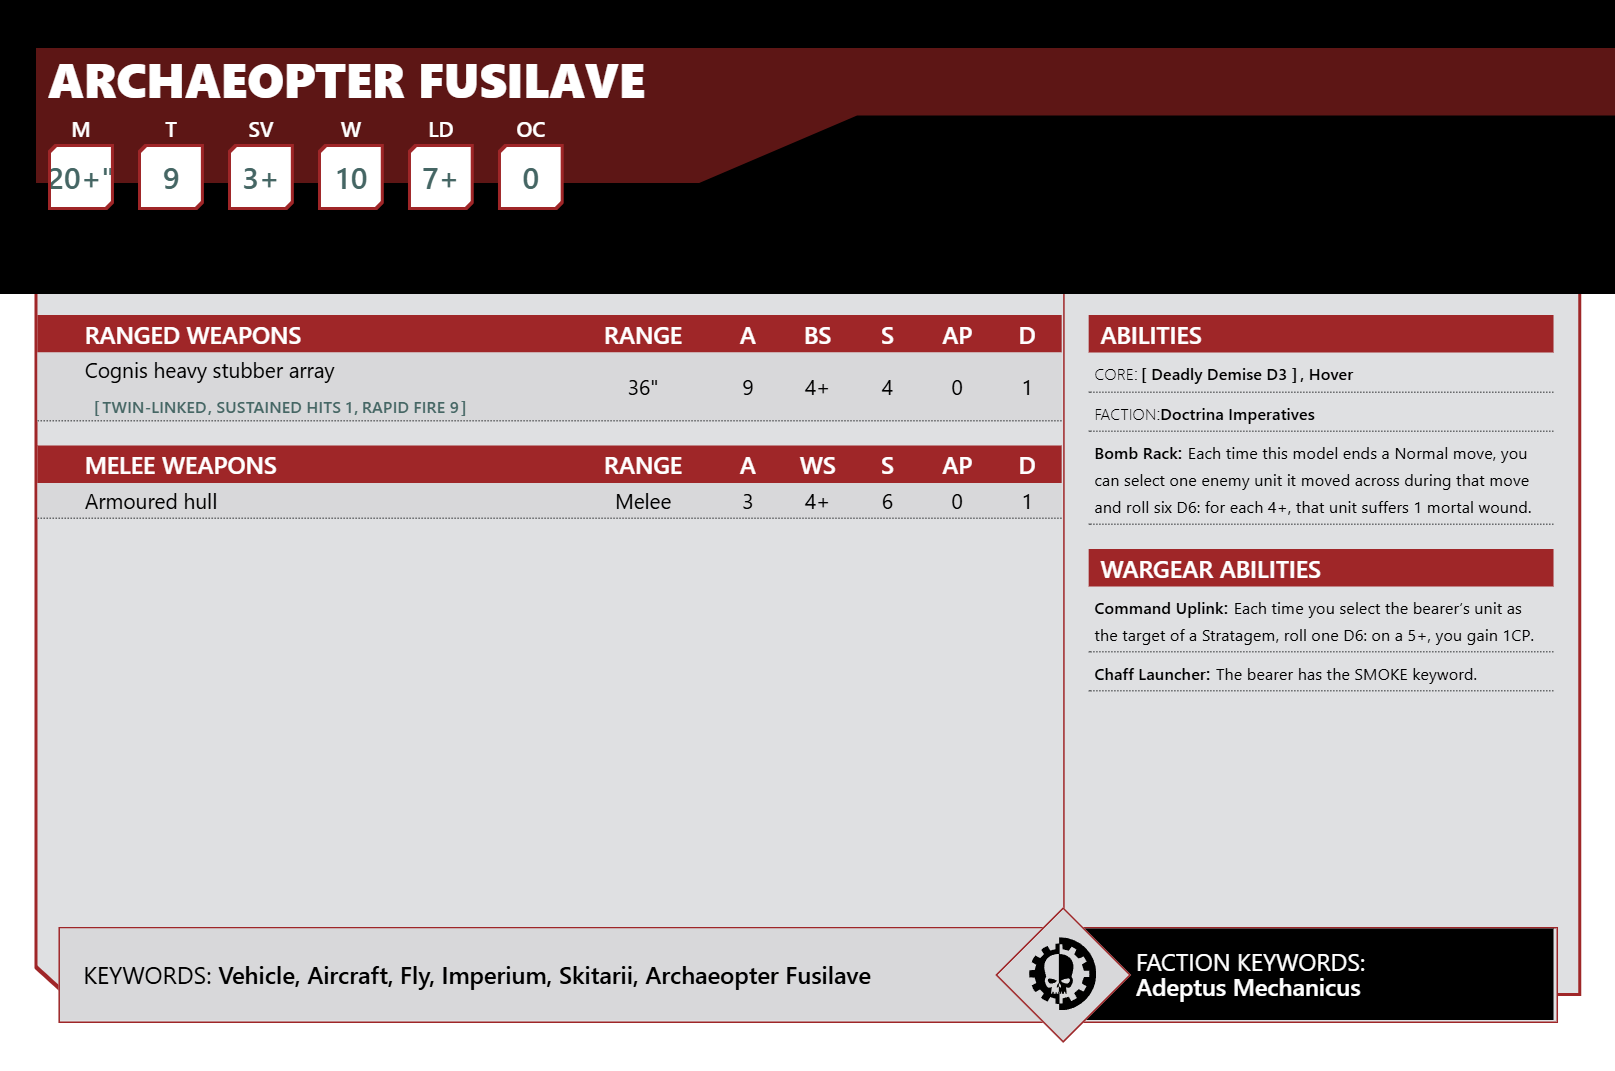 ARCHAEOPTER FUSILAVE
M T SV W LD OC
20+" 9 3+ 10 7+ 0
RANGED WEAPONS RANGE A BS S AP D
Cognis heavy stubber array 36" 9 4+ 4 0 1
[TWIN-LINKED, SUSTAINED HITS 1, RAPID FIRE 9]
MELEE WEAPONS RANGE A WS S AP D
Armoured hull Melee 3 4+ 6 0 1
ABILITIES
CORE: [ Deadly Demise D3 ] , Hover
FACTION:Doctrina Imperatives
Bomb Rack: Each time this model ends a Normal move, you
can select one enemy unit it moved across during that move
and roll six D6: for each 4+, that unit suffers 1 mortal wound.
WARGEAR ABILITIES
Command Uplink: Each time you select the bearer’s unit as
the target of a Stratagem, roll one D6: on a 5+, you gain 1CP.
Chaff Launcher: The bearer has the SMOKE keyword.
KEYWORDS: Vehicle, Aircraft, Fly, Imperium, Skitarii, Archaeopter Fusilave
FACTION KEYWORDS:
Adeptus Mechanicus